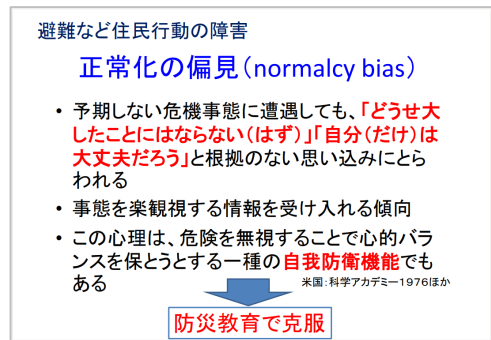 避難など住民行動の障害
正常化の偏見(normalcy bias)
• 予期しない危機事態に遭遇しても、「どうせ大
したことにはならない(はず)」「自分(だけ)は
大丈夫だろう」と根拠のない思い込みにとら
われる
• 事態を楽観視する情報を受け入れる傾向
• この心理は、危険を無視することで心的バラ
ンスを保とうとする一種の自我防衛機能でも
ある
米国:科学アカデミー1976ほか
防災教育で克服